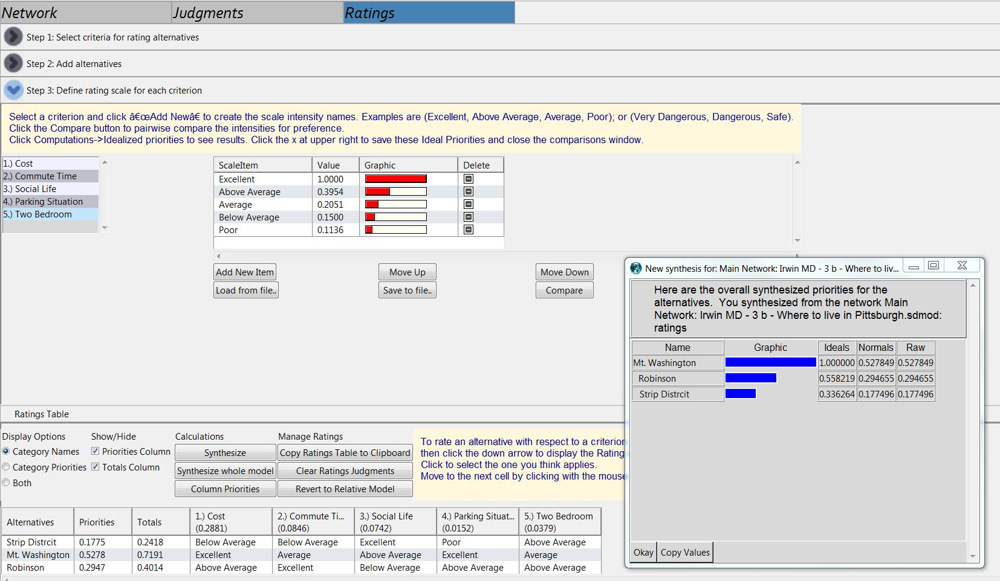 Network Judgments Ratings
Step 1: Select criteria for rating alternatives
Step 2: Add alternatives
Step 3: Define rating scale for each criterion
Select a criterion and click â€œAdd Newâ€ to create the scale intensity names. Examples are (Excellent, Above Average, Average, Poor); or (Very Dangerous, Dangerous, Safe).
Click the Compare button to pairwise compare the intensities for preference.
Click Computations->Idealized priorities to see results. Click the x at upper right to save these Ideal Priorities and close the comparisons window.
1.) Cost
2.) Commute Time
3.) Social Life
4.) Parking Situation
5.) Two Bedroom
ScaleItem Value Graphic Delete
Excellent 1.0000
Above Average 0.3954
Average 0.2051
Below Average 0.1500
Poor 0.1136
Add New Item Move Up Move Down
Load from file.. Save to file.. Compare
New synthesis for: Main Network: Irwin MD - 3 b - Where to liv...
Here are the overall synthesized priorities for the
alternatives. You synthesized from the network Main
Network: Irwin MD - 3 b - Where to live in Pittsburgh.sdmod:
ratings
Name Graphic Ideals Normals Raw
Mt. Washington 1.000000 0.527849 0.527849
Robinson 0.558219 0.294655 0.294655
Strip Distrcit 0.336264 0.177496 0.177496
Okay Copy Values
Ratings Table
Display Options Show/Hide Calculations Manage Ratings
Category Names Priorities Column Synthesize Copy Ratings Table to Clipboard
Category Priorities Totals Column Synthesize whole model Clear Ratings Judgments
Both Column Priorities Revert to Relative Model
To rate an alternative with respect to a criterion
then click the down arrow to display the Rating
Click to select the one you think applies.
Move to the next cell by clicking with the mouse
Alternatives Priorities Totals 1.) Cost 2.) Commute Ti... 3.) Social Life 4.) Parking Situat... 5.) Two Bedroom
(0.2881) (0.0846) (0.0742) (0.0152) (0.0379)
Strip Distrcit 0.1775 0.2418 Below Average Below Average Excellent Poor Above Average
Mt. Washington 0.5278 0.7191 Excellent Average Above Average Excellent Average
Robinson 0.2947 0.4014 Above Average Excellent Below Average Above Average Above Average